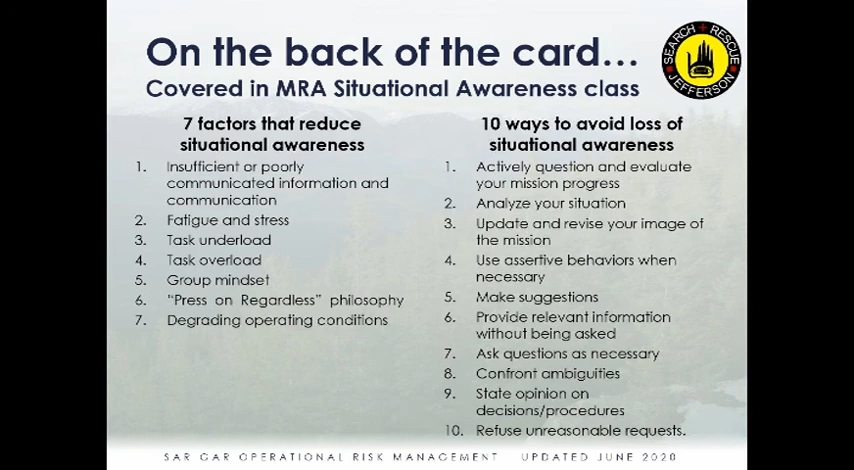 On the back of the card...
Covered in MRA Situational Awareness class
SEARCH + RESCUE
JEFFERSON
7 factors that reduce
situational awareness
1. Insufficient or poorly
communicated information and
communication
2. Fatigue and stress
3. Task underload
4. Task overload
5. Group mindset
6. "Press on Regardless" philosophy
7. Degrading operating conditions
10 ways to avoid loss of
situational awareness
1. Actively question and evaluate
your mission progress
2. Analyze your situation
3. Update and revise your image of
the mission
4. Use assertive behaviors when
necessary
5. Make suggestions
6. Provide relevant information
without being asked
7. Ask questions as necessary
8. Confront ambiguities
9. State opinion on
decisions/procedures
10. Refuse unreasonable requests.
SAR GAR OPERATIONAL RISK MANAGEMENT UPDATED JUNE 2020